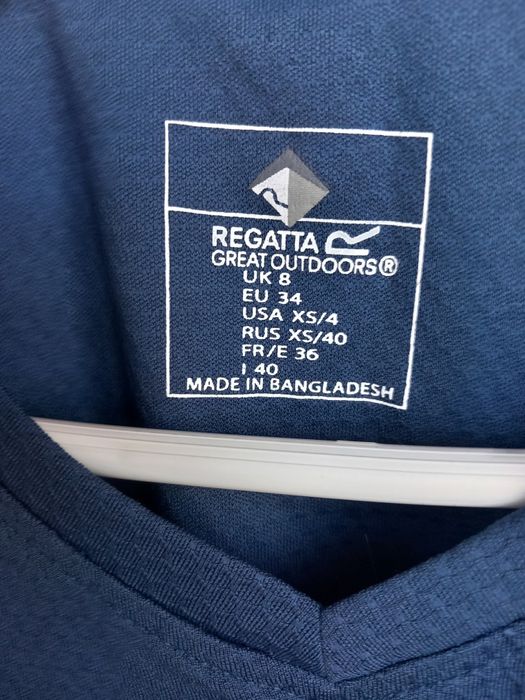 REGATTA
GREAT OUTDOORS®
UK 8
EU 34
USA XS/4
RUS XS/40
FR/E 36
I 40
MADE IN BANGLADESH